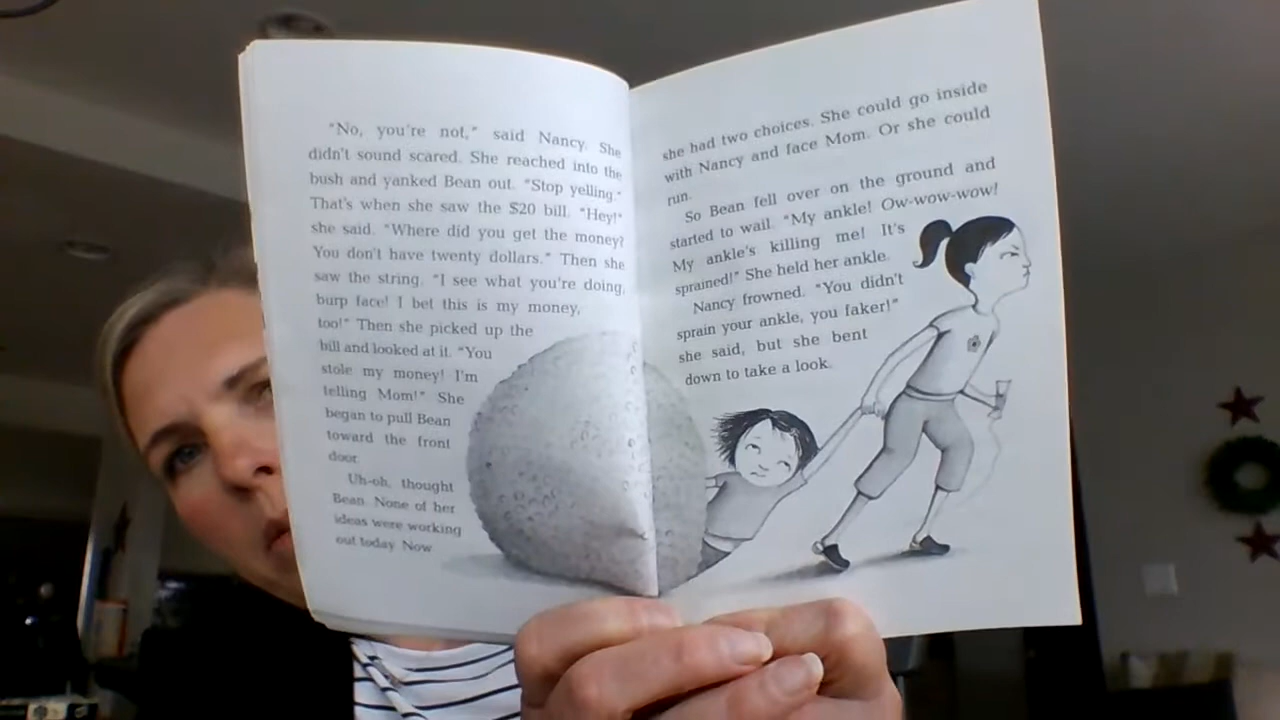 "No, you're not," said Nancy. She
didn't sound scared. She reached into the
bush and yanked Bean out. "Stop yelling."
That's when she saw the $20 bill. "Hey!"
she said. "Where did you get the money?
You don't have twenty dollars." Then she
saw the string. "I see what you're doing,
burp face! I bet this is my money,
too!" Then she picked up the
bill and looked at it. "You
stole my money! I'm
telling Mom!" She
began to pull Bean
toward the front
door.
Uh-oh, thought
Bean. None of her
ideas were working
out today. Now
she had two choices. She could go inside
with Nancy and face Mom. Or she could
run.
So Bean fell over on the ground and
started to wail. "My ankle! Ow-wow-wow!
My ankle's killing me! It's
sprained!" She held her ankle.
Nancy frowned. "You didn't
sprain your ankle, you faker!"
she said, but she bent
down to take a look.